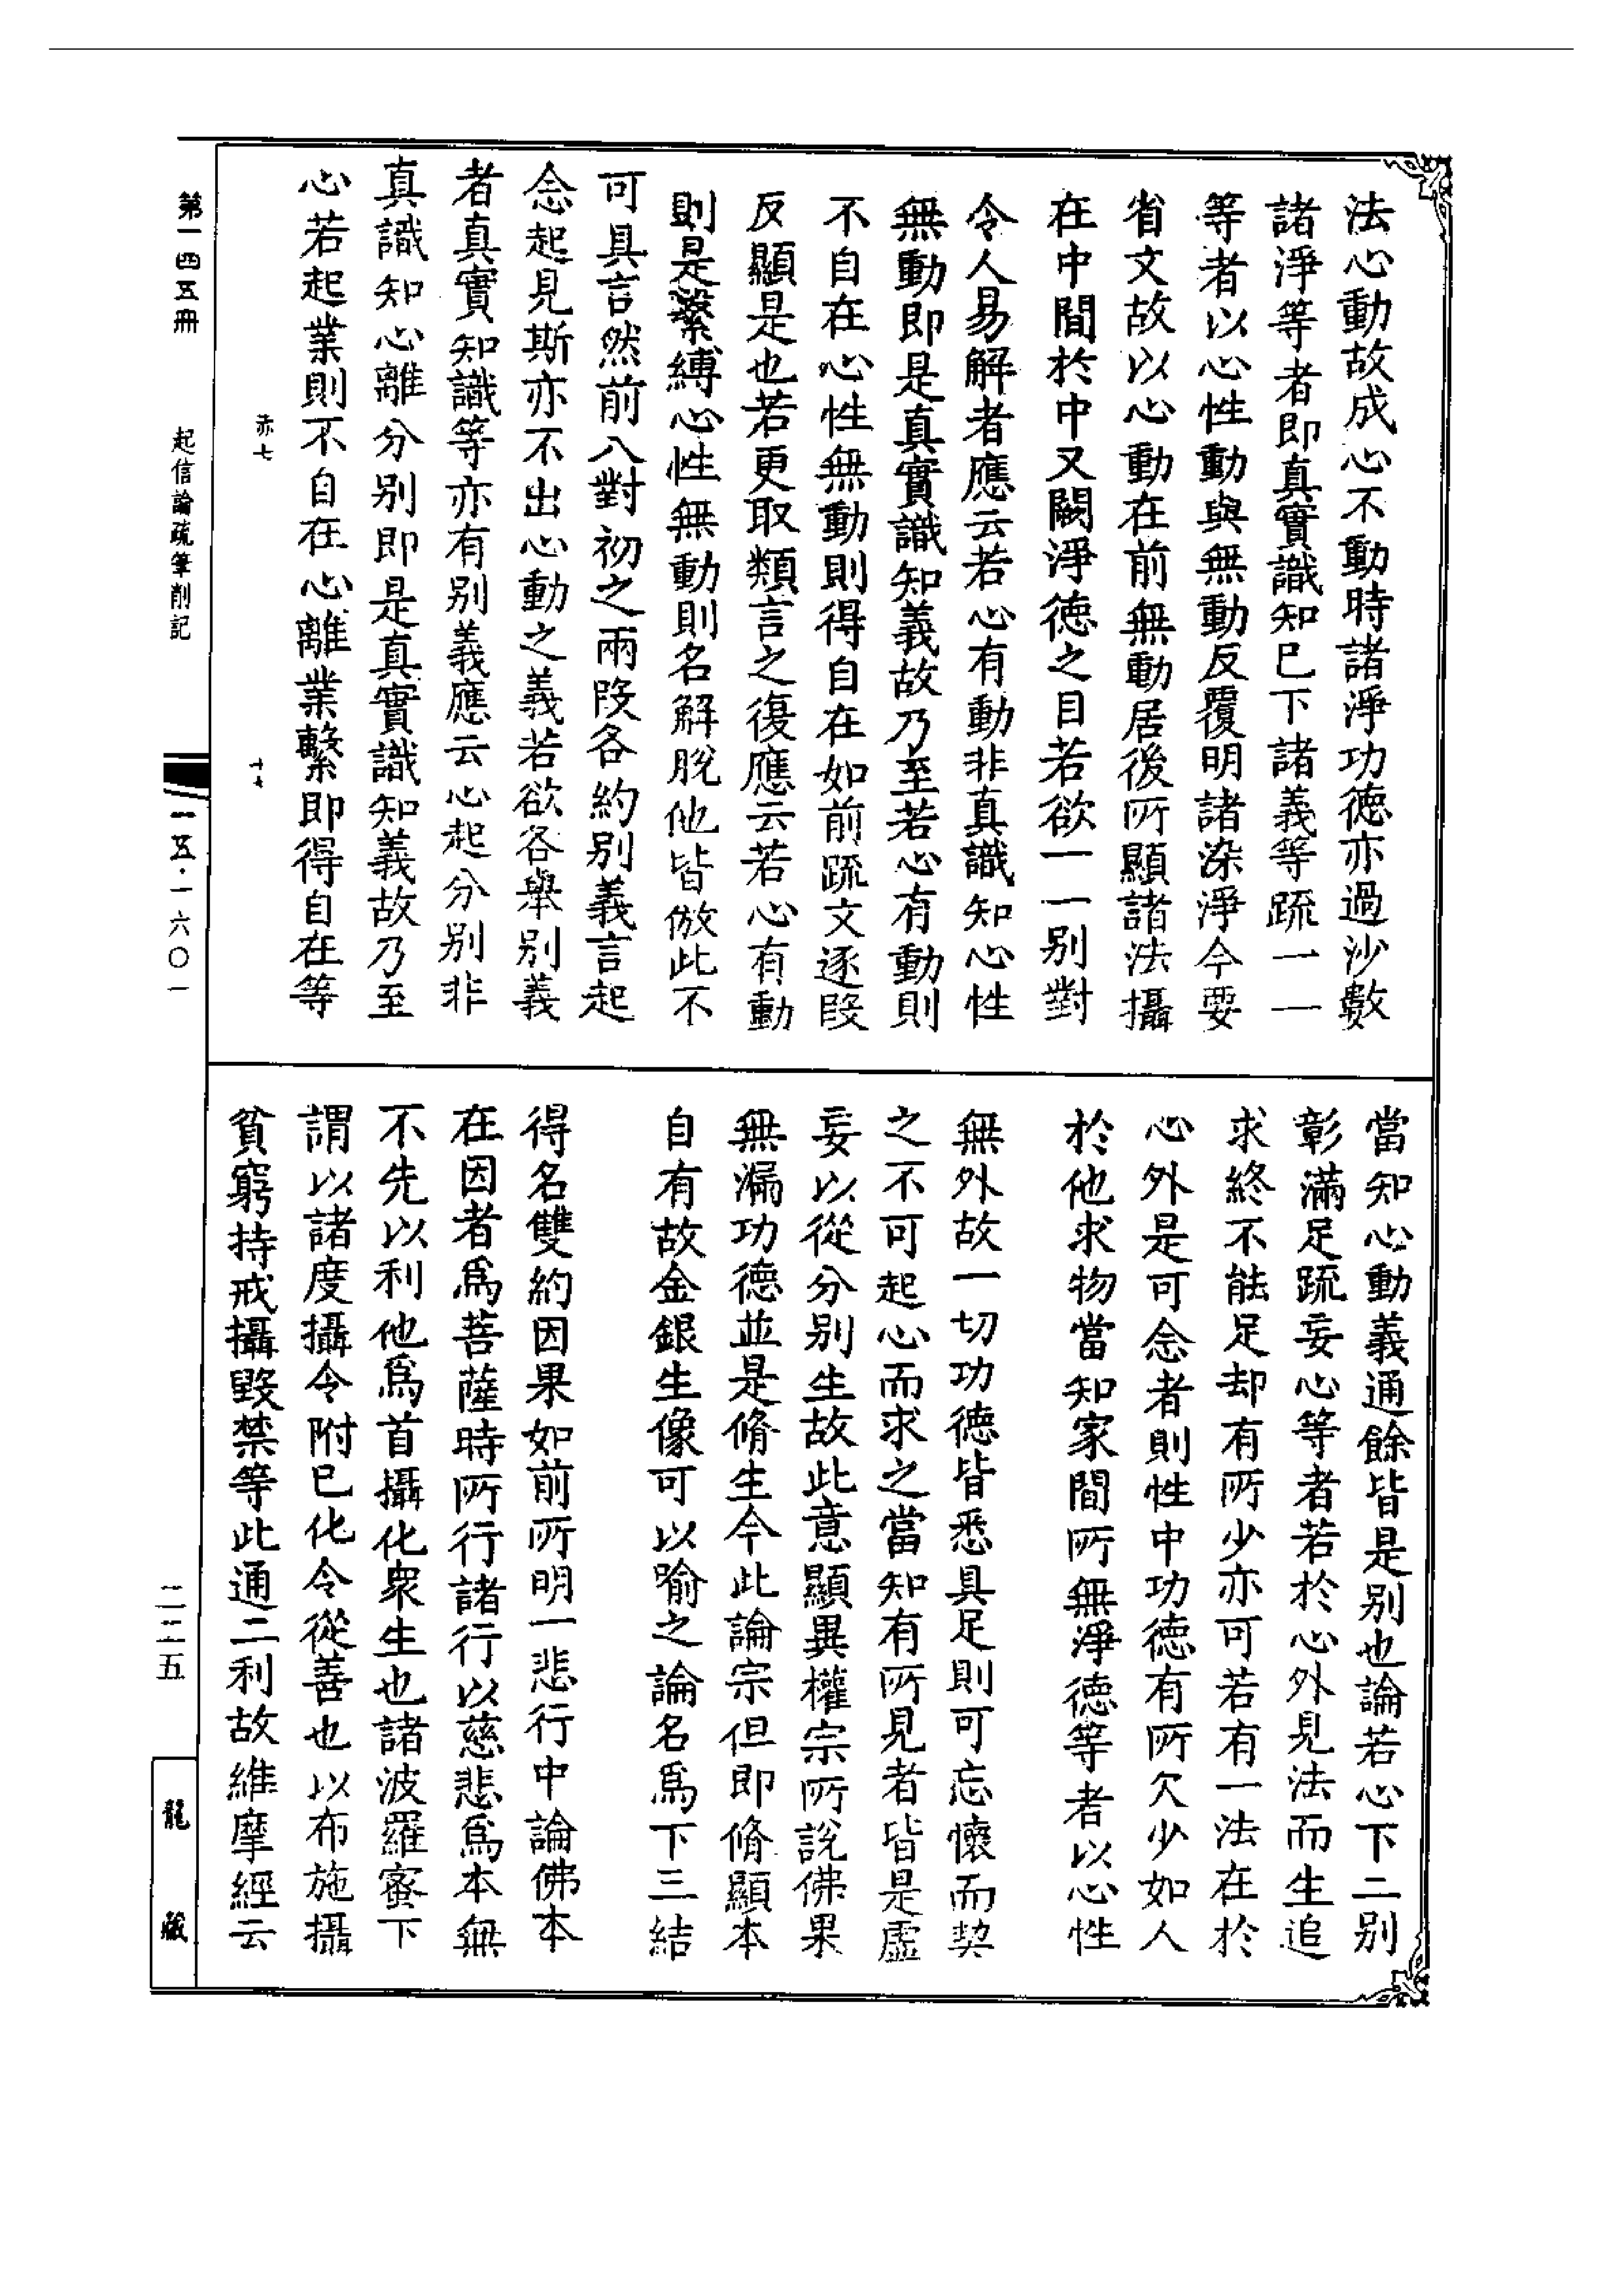 法心動故成心不動時諸淨功德亦過沙數
諸淨等者即真實識知已下諸義等疏一一
等者以心性動與無動反覆明諸染淨今要
省文故以心動在前無動居後所顯諸法攝
在中間於中又闕淨德之目若欲一一別對
令人易解者應云若心有動非真識知心性
無動即是真實識知義故乃至若心有動則
不自在心性無動則得自在如前疏文逐段
反顯是也若更取類言之復應云若心有動
則是繫縛心性無動則名解脫他皆倣此不
可具言然前八對初之兩段各約別義言起
念起見斯亦不出心動之義若欲各舉別義
者真實知識等亦有別義應云心起分別非
真識知心離分別即是真實識知義故乃至
心若起業則不自在心離業繫即得自在等
赤七
十七
當知心動義通餘皆是別也論若心下二別
彰滿足疏妄心等者若於心外見法而生追
求終不能足却有所少亦可若有一法在於
心外是可念者則性中功德有所欠少如人
於他求物當知家間所無淨德等者以心性
無外故一切功德皆悉具足則可忘懷而契
之不可起心而求之當知有所見者皆是虛
妄以從分別生故此意顯異權宗所說佛果
無漏功德並是脩生今此論宗但即脩顯本
自有故金銀生像可以喻之論名為下三結
得名雙約因果如前所明一悲行中論佛本
在因者為菩薩時所行諸行以慈悲為本無
不先以利他為首攝化眾生也諸波羅蜜下
謂以諸度攝令附已化令從善也以布施攝
貧窮持戒攝毀禁等此通二利故維摩經云
第一四五冊
起信論疏筆削記
一五·一六〇一
二二五
龍藏